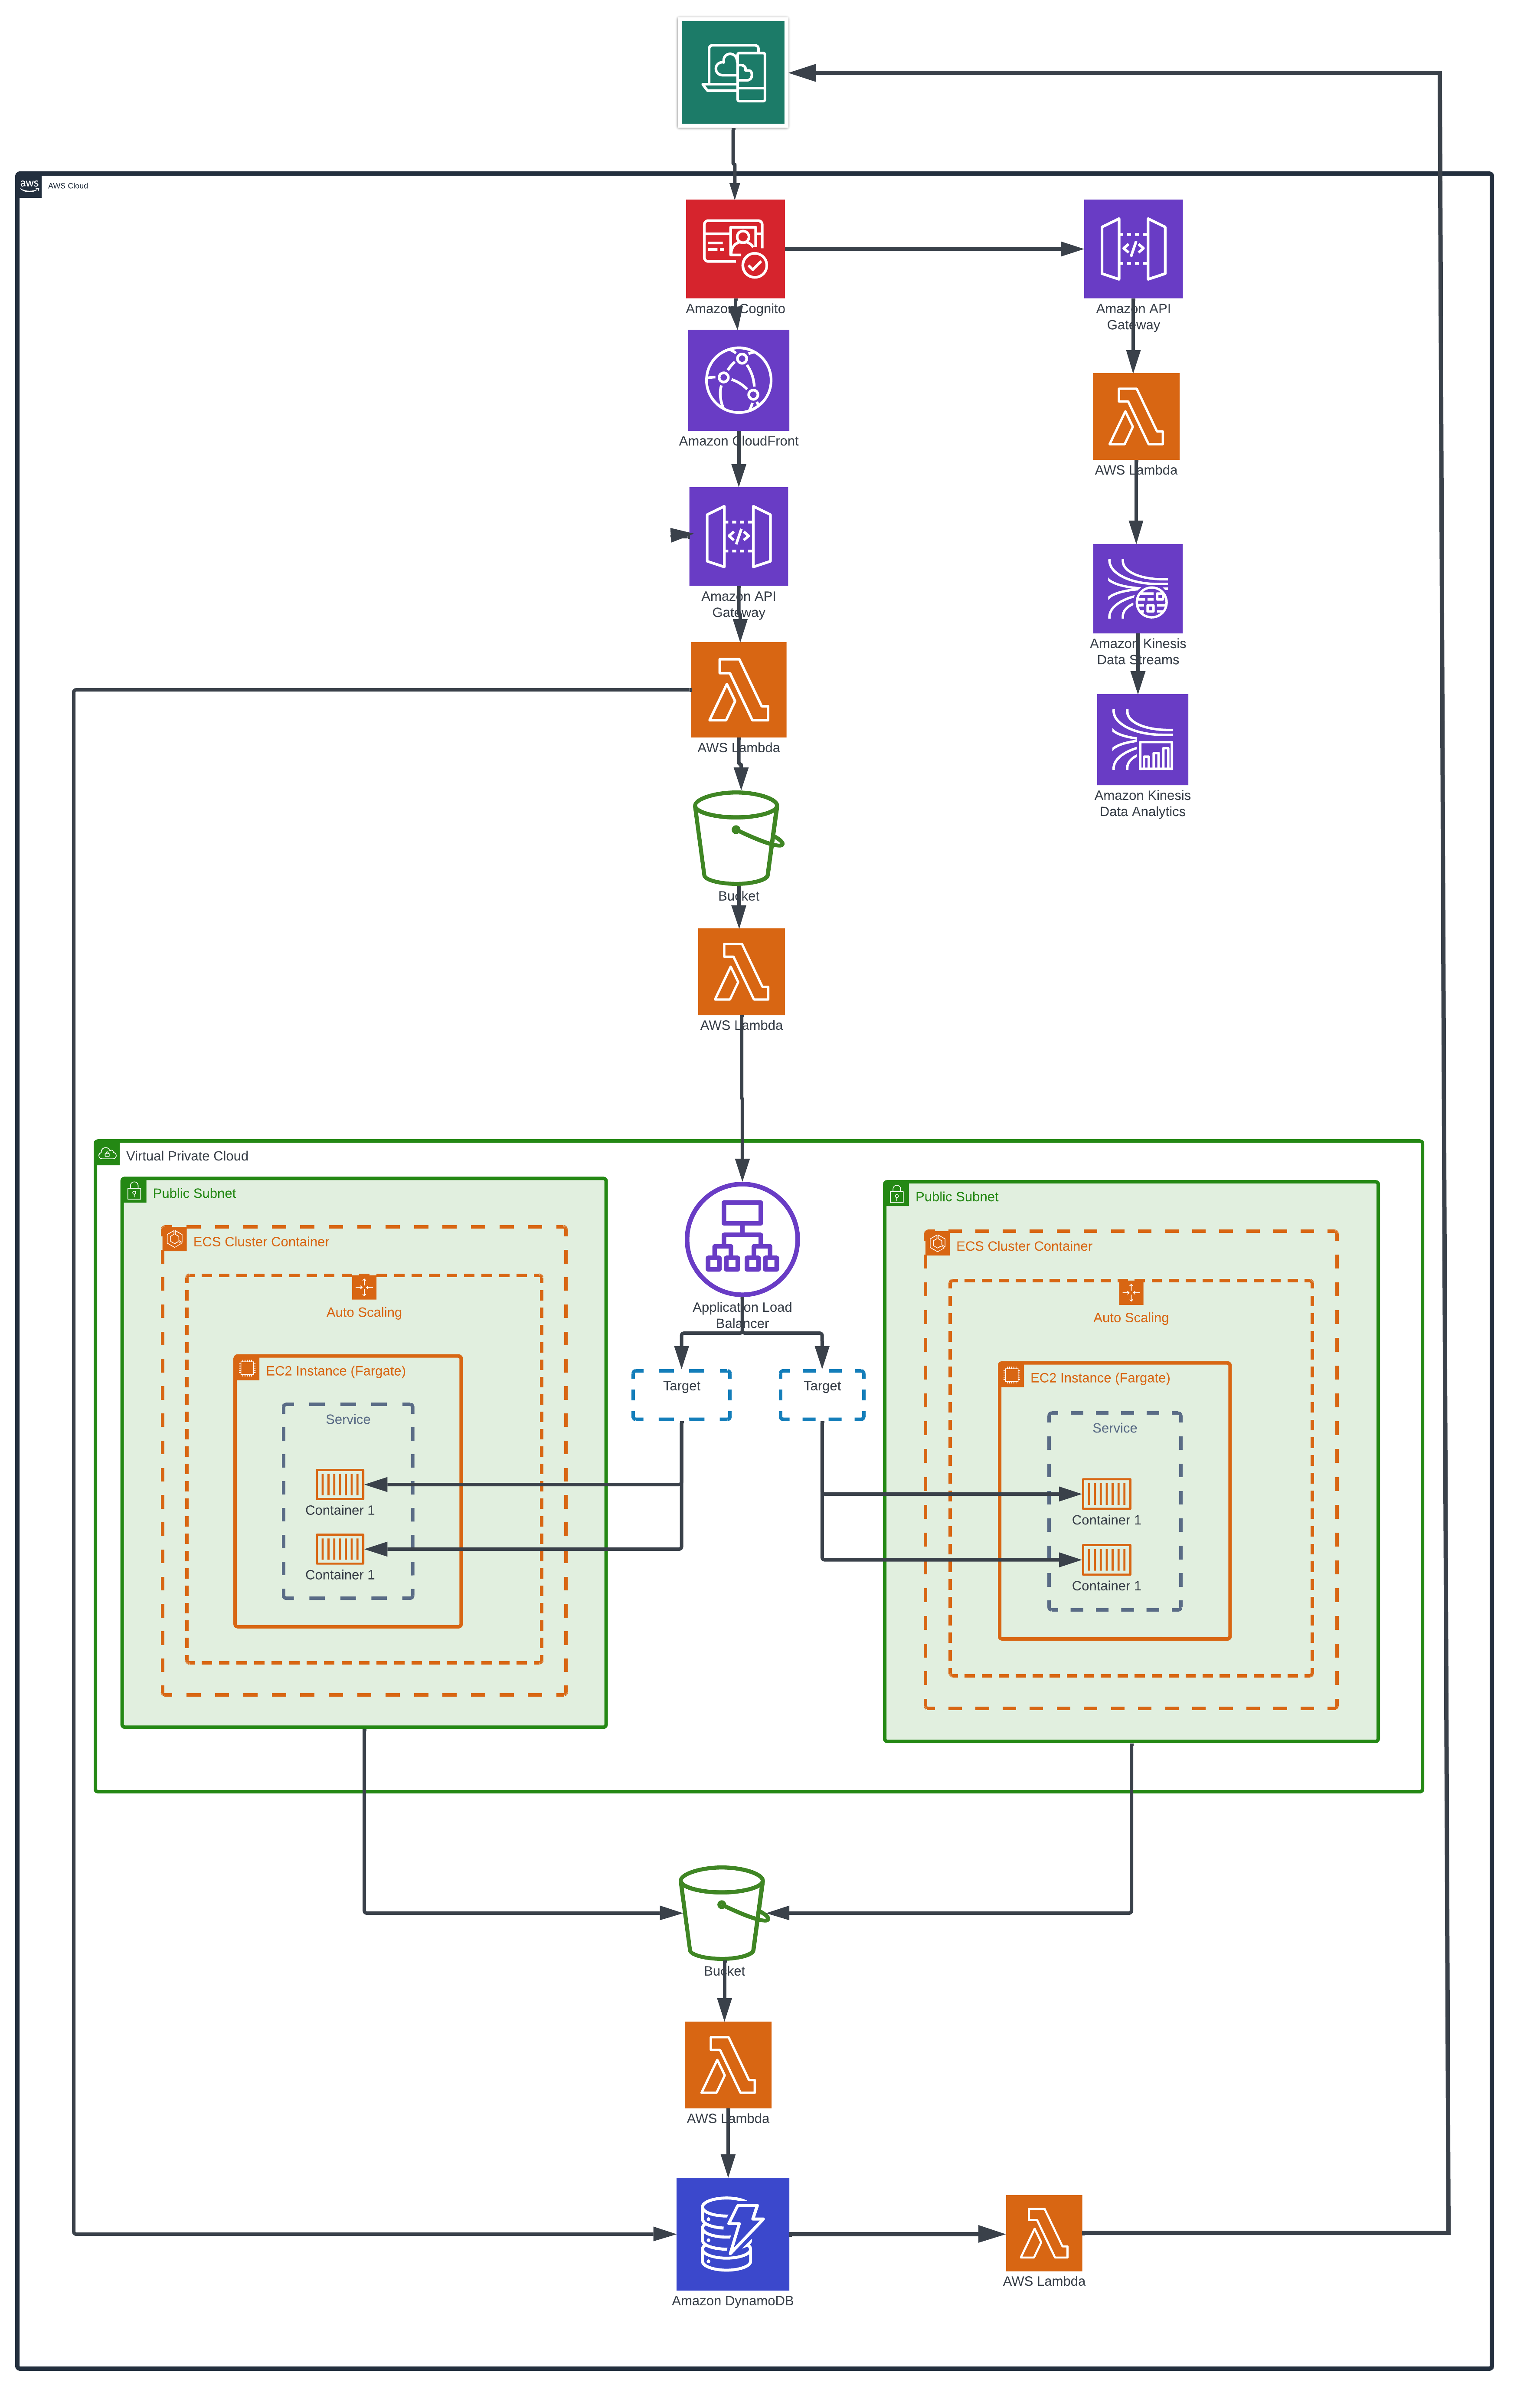 aws
AWS Cloud
Amazon Cognito
Amazon API
Gateway
Amazon CloudFront
AWS Lambda
Amazon API
Gateway
Amazon Kinesis
Data Streams
AWS Lambda
Amazon Kinesis
Data Analytics
Bucket
AWS Lambda
Virtual Private Cloud
Public Subnet
Public Subnet
ECS Cluster Container
ECS Cluster Container
Auto Scaling
Application Load
Balancer
Auto Scaling
EC2 Instance (Fargate)
Target
Target
EC2 Instance (Fargate)
Service
Service
Container 1
Container 1
Container 1
Container 1
Bucket
AWS Lambda
AWS Lambda
Amazon DynamoDB